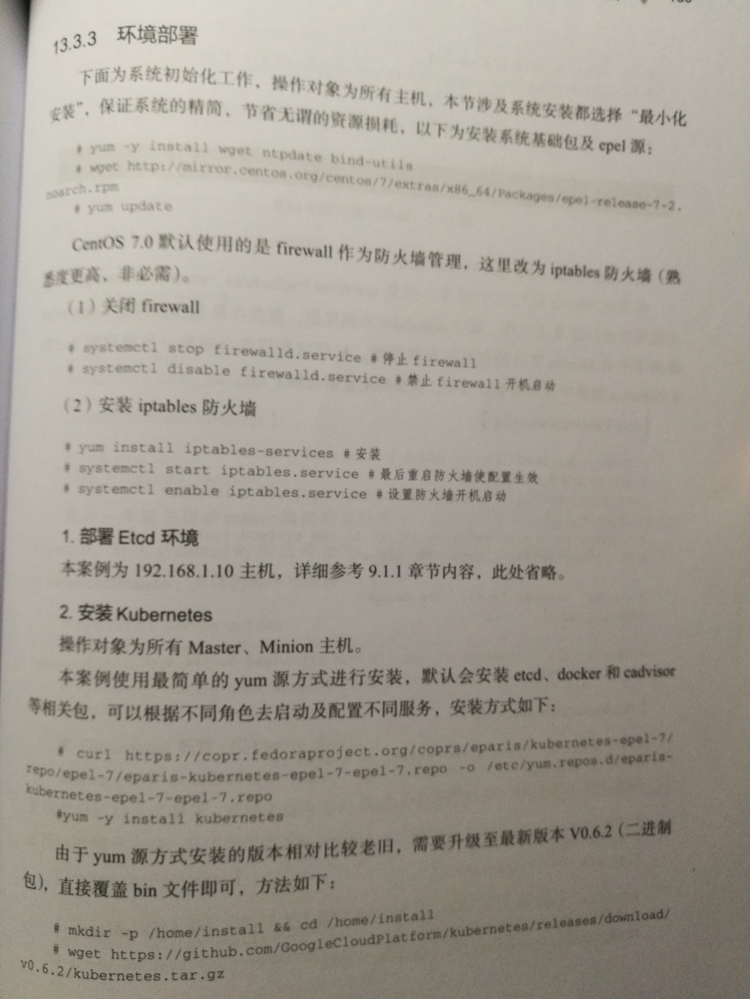 13.3.3 环境部署
下面为系统初始化工作，操作对象为所有主机，本节涉及系统安装都选择“最小化
安装”，保证系统的精简、节省无谓的资源损耗，以下为安装系统基础包及 epel 源：
# yum -y install wget ntpdate bind-utils
# wget http://mirror.centos.org/centos/7/extras/x86_64/Packages/epel-release-7-2.
noarch.rpm
# yum update
CentOS 7.0 默认使用的是 firewall 作为防火墙管理，这里改为 iptables 防火墙（熟
悉度更高、非必需）。
（1）关闭 firewall
# systemctl stop firewalld.service # 停止 firewall
# systemctl disable firewalld.service # 禁止 firewall 开机启动
（2）安装 iptables 防火墙
# yum install iptables-services # 安装
# systemctl start iptables.service # 最后重启防火墙使配置生效
# systemctl enable iptables.service # 设置防火墙开机启动
1. 部署 Etcd 环境
本案例为 192.168.1.10 主机，详细参考 9.1.1 章节内容，此处省略。
2. 安装 Kubernetes
操作对象为所有 Master、Minion 主机。
本案例使用最简单的 yum 源方式进行安装，默认会安装 etcd、docker 和 cadvisor
等相关包，可以根据不同角色去启动及配置不同服务，安装方式如下：
# curl https://copr.fedoraproject.org/coprs/eparis/kubernetes-epel-7/
repo/epel-7/eparis-kubernetes-epel-7-epel-7.repo -o /etc/yum.repos.d/eparis-
kubernetes-epel-7-epel-7.repo
#yum -y install kubernetes
由于 yum 源方式安装的版本相对比较老旧，需要升级至最新版本 V0.6.2（二进制
包），直接覆盖 bin 文件即可，方法如下：
# mkdir -p /home/install && cd /home/install
# wget https://github.com/GoogleCloudPlatform/kubernetes/releases/download/
v0.6.2/kubernetes.tar.gz